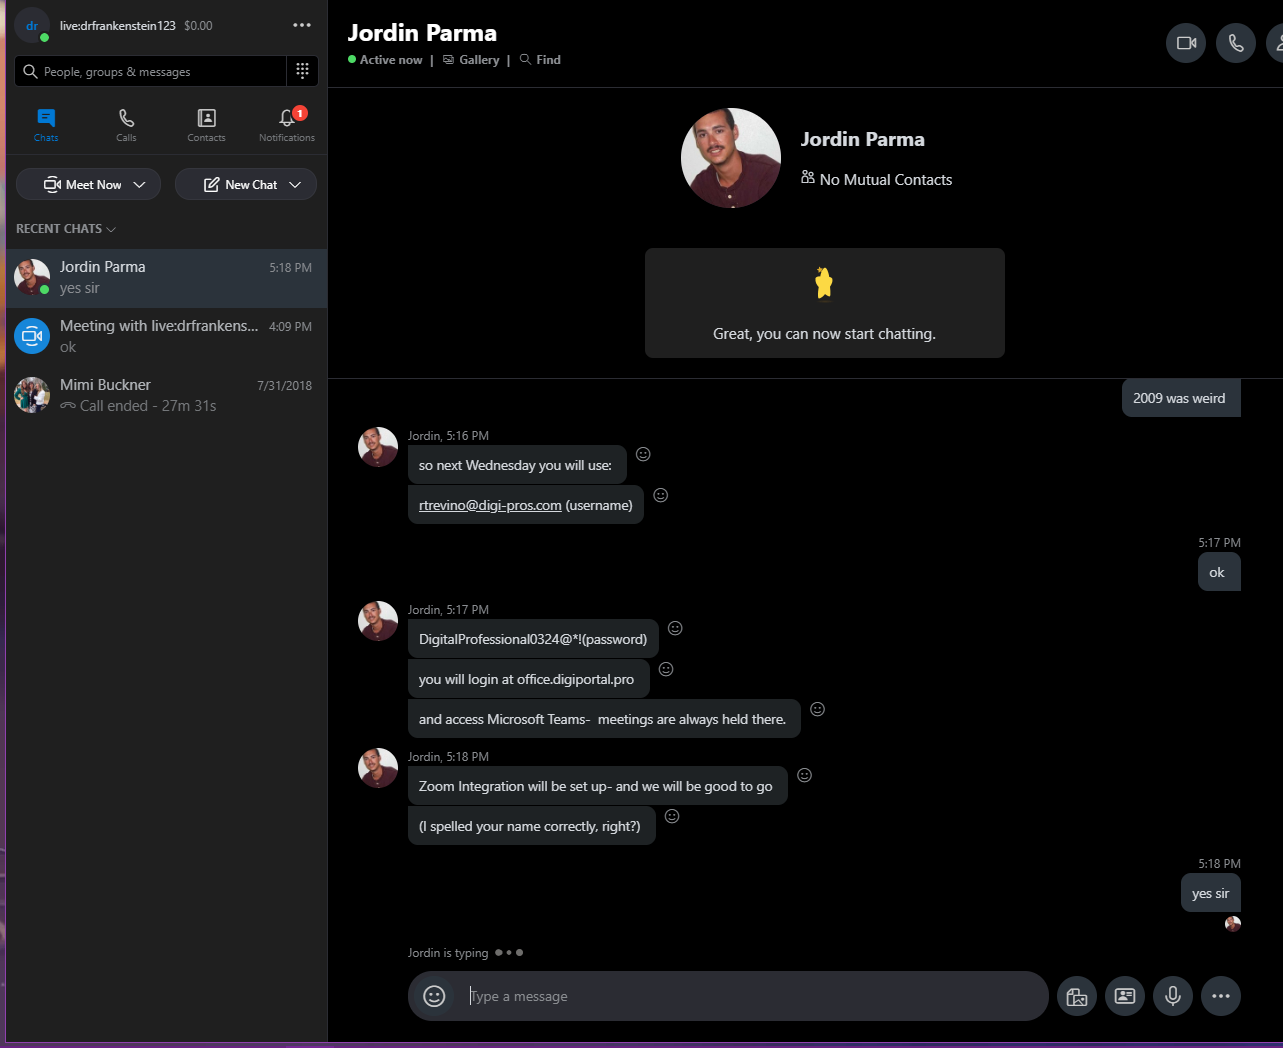 dr
live:drfrankenstein123 $0.00
People, groups & messages
Chats
Calls
Contacts
1
Notifications
Meet Now
New Chat
RECENT CHATS
Jordin Parma 5:18 PM
yes sir
Meeting with live:drfrankens... 4:09 PM
ok
Mimi Buckner 7/31/2018
Call ended - 27m 31s
Jordin Parma
Active now | Gallery | Find
Jordin Parma
No Mutual Contacts
Great, you can now start chatting.
2009 was weird
Jordin, 5:16 PM
so next Wednesday you will use:
rtrevino@digi-pros.com (username)
5:17 PM
ok
Jordin, 5:17 PM
DigitalProfessional0324@*!(password)
you will login at office.digiportal.pro
and access Microsoft Teams-  meetings are always held there.
Jordin, 5:18 PM
Zoom Integration will be set up- and we will be good to go
(I spelled your name correctly, right?)
5:18 PM
yes sir
Jordin is typing
Type a message